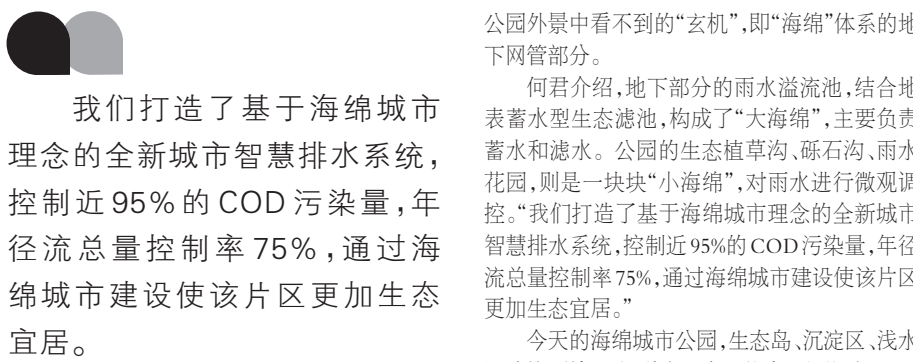 我们打造了基于海绵城市
理念的全新城市智慧排水系统，
控制近95%的COD污染量，年
径流总量控制率75%，通过海
绵城市建设使该片区更加生态
宜居。
公园外景中看不到的“玄机”，即“海绵”体系的地
下网管部分。
何君介绍，地下部分的雨水溢流池，结合地
表蓄水型生态滤池，构成了“大海绵”，主要负责
蓄水和滤水。公园的生态植草沟、砾石沟、雨水
花园，则是一块块“小海绵”，对雨水进行微观调
控。“我们打造了基于海绵城市理念的全新城市
智慧排水系统，控制近95%的COD污染量，年径
流总量控制率75%，通过海绵城市建设使该片区
更加生态宜居。”
今天的海绵城市公园，生态岛、沉淀区、浅水